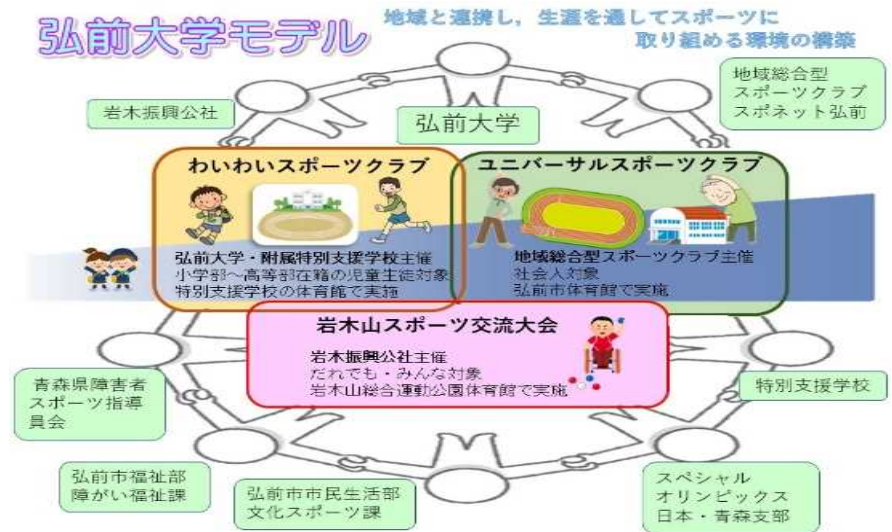 弘前大学モデル
地域と連携し，生涯を通してスポーツに
取り組める環境の構築
岩木振興公社
弘前大学
地域総合型
スポーツクラブ
スポネット弘前
わいわいスポーツクラブ
弘前大学・附属特別支援学校主催
小学部～高等部在籍の児童生徒対象
特別支援学校の体育館で実施
ユニバーサルスポーツクラブ
地域総合型スポーツクラブ主催
社会人対象
弘前市体育館で実施
岩木山スポーツ交流大会
岩木振興公社主催
だれでも・みんな対象
岩木山総合運動公園体育館で実施
青森県障害者
スポーツ指導
員会
特別支援学校
弘前市福祉部
障がい福祉課
弘前市市民生活部
文化スポーツ課
スペシャル
オリンピックス
日本・青森支部